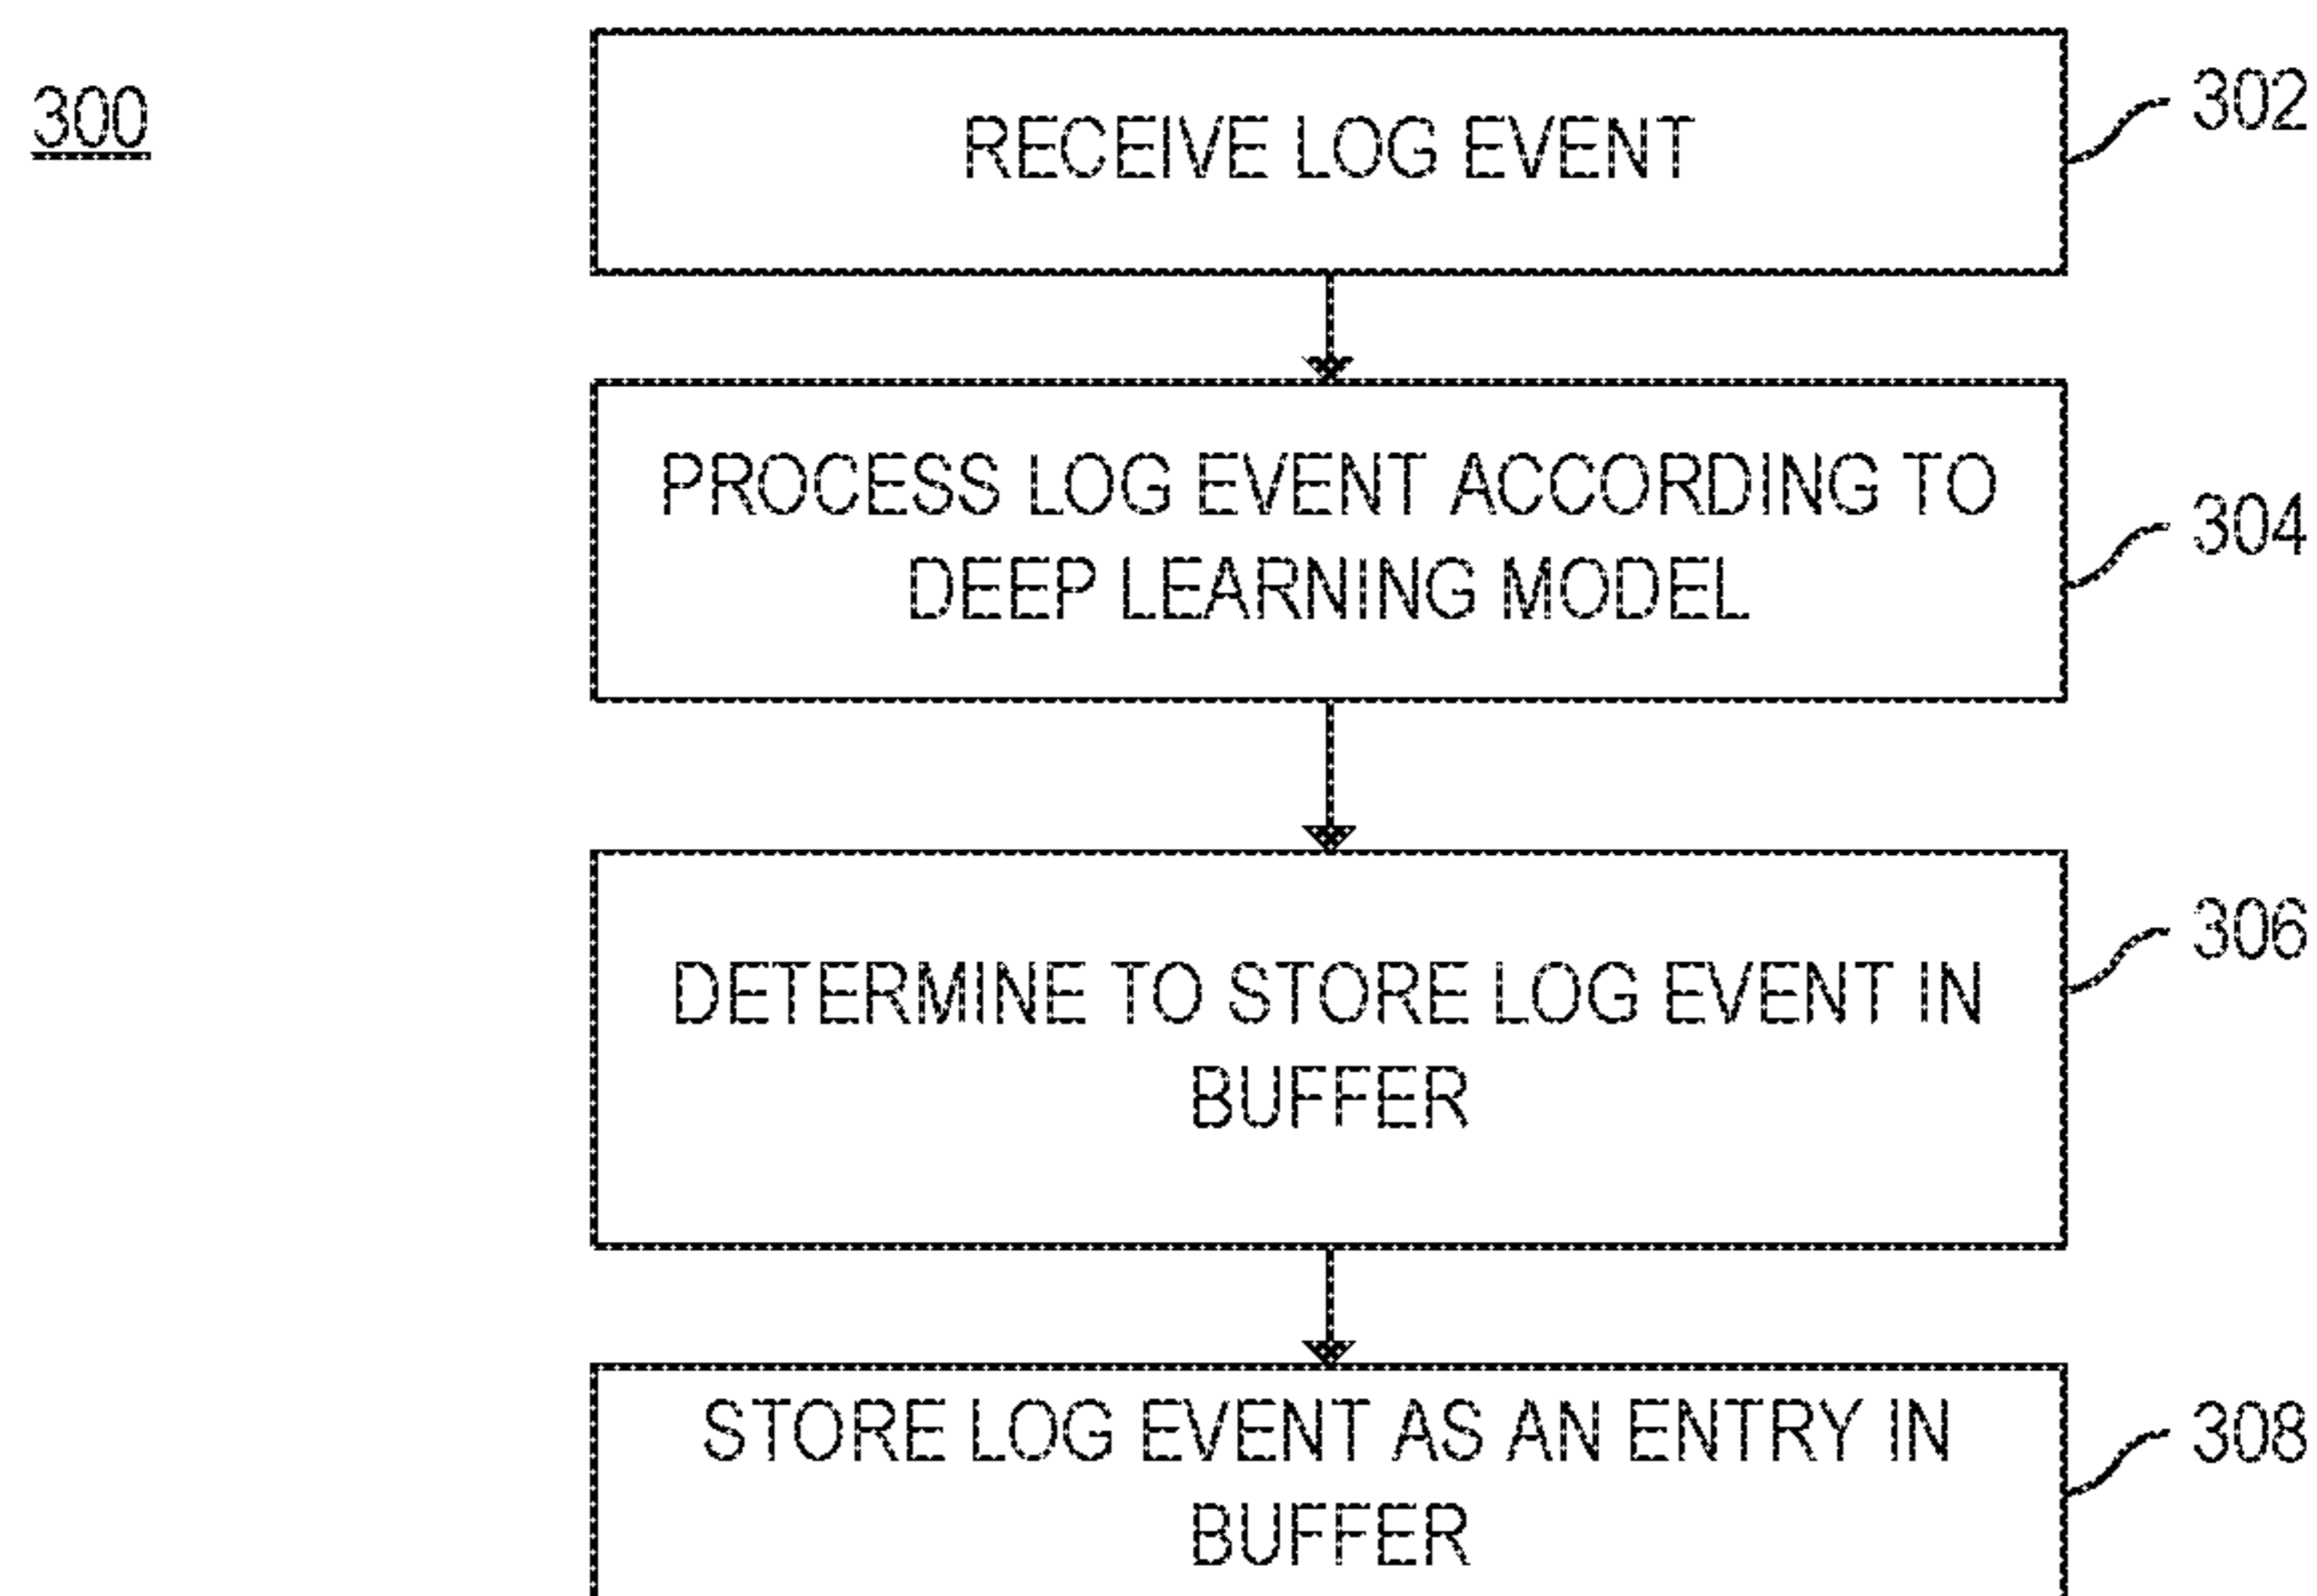 300
RECEIVE LOG EVENT
302
PROCESS LOG EVENT ACCORDING TO
DEEP LEARNING MODEL
304
DETERMINE TO STORE LOG EVENT IN
BUFFER
306
STORE LOG EVENT AS AN ENTRY IN
BUFFER
308